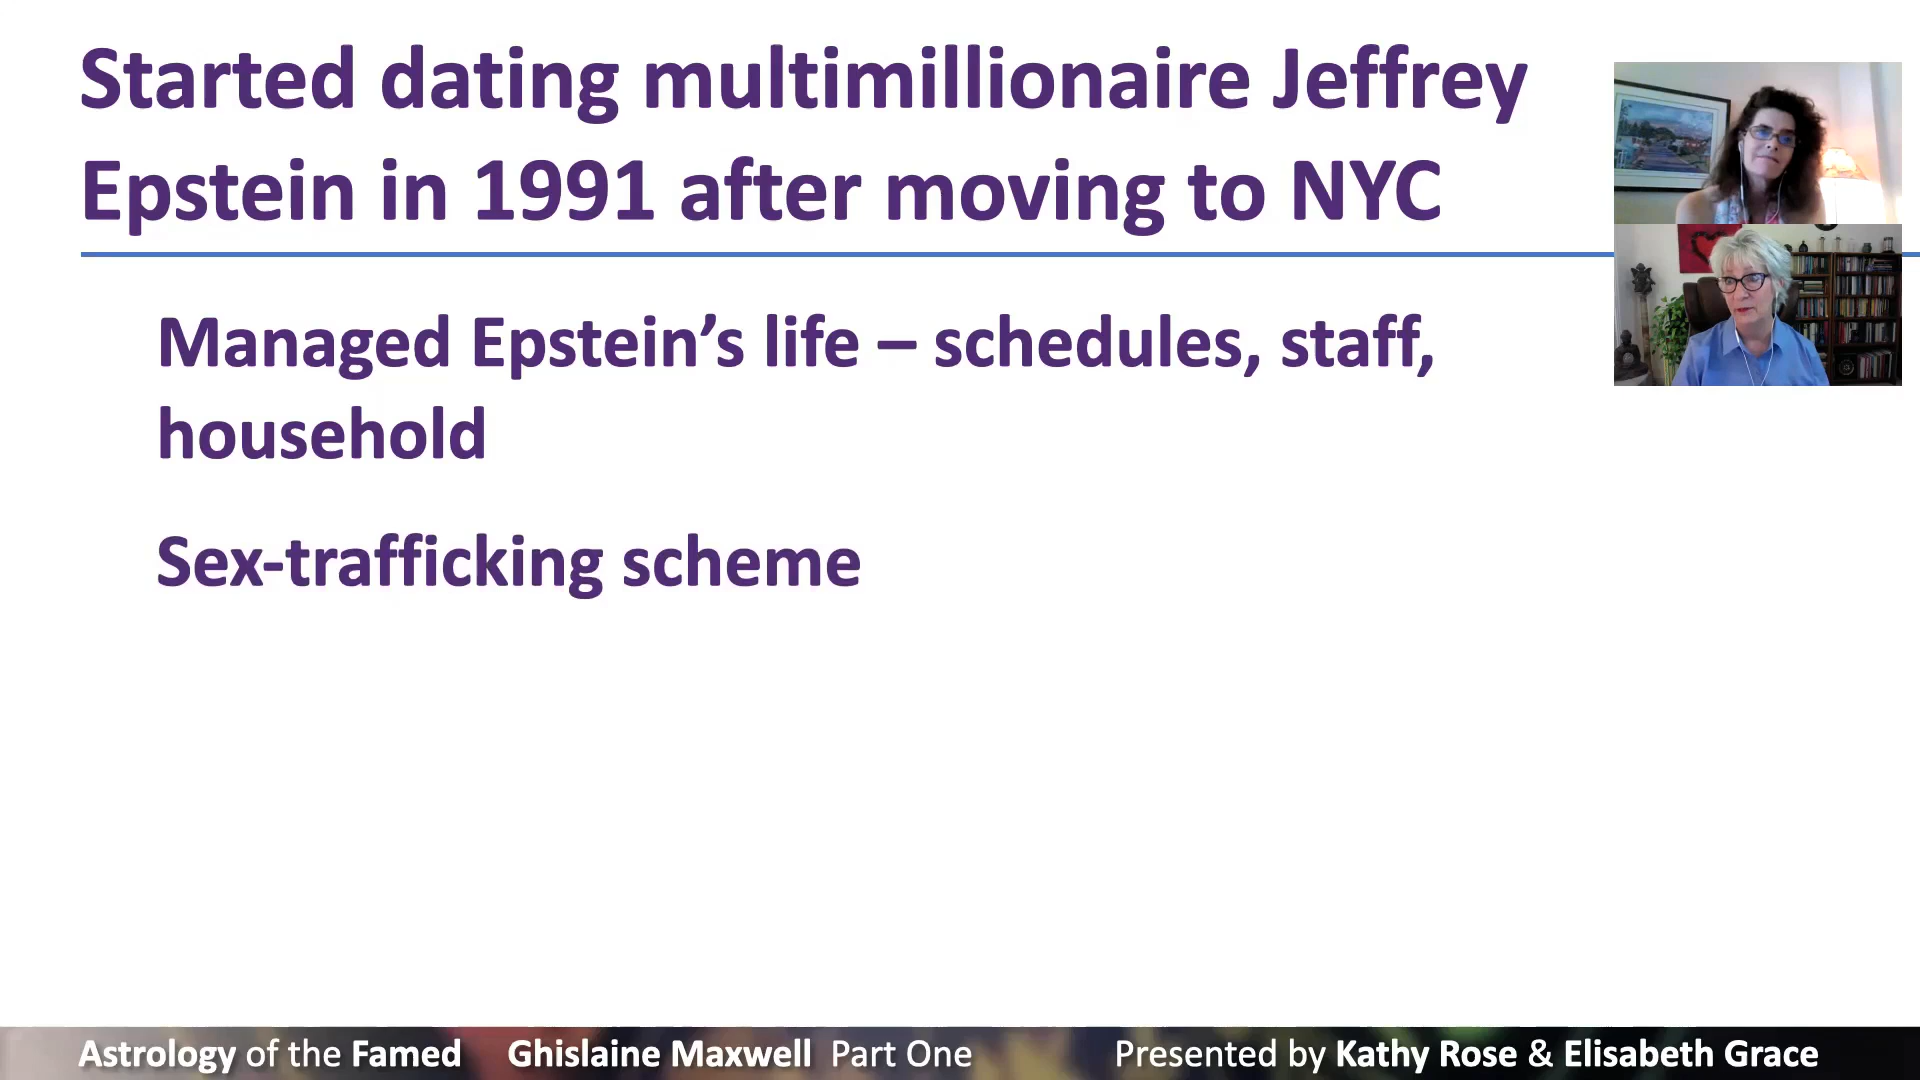 Started dating multimillionaire Jeffrey
Epstein in 1991 after moving to NYC
Managed Epstein’s life – schedules, staff,
household
Sex-trafficking scheme
Astrology of the Famed Ghislaine Maxwell Part One Presented by Kathy Rose & Elisabeth Grace